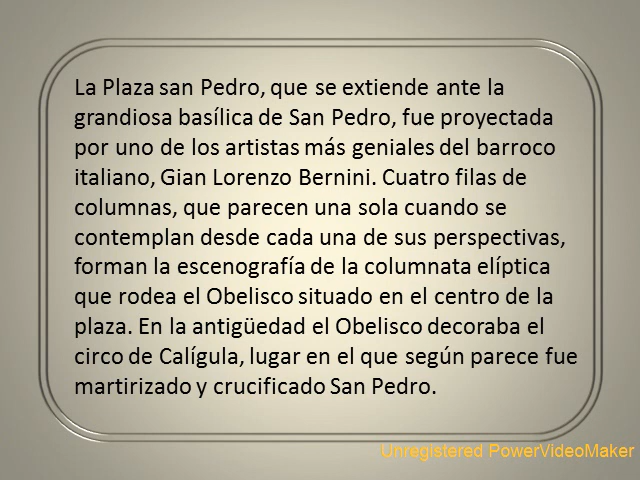 La Plaza san Pedro, que se extiende ante la
grandiosa basílica de San Pedro, fue proyectada
por uno de los artistas más geniales del barroco
italiano, Gian Lorenzo Bernini. Cuatro filas de
columnas, que parecen una sola cuando se
contemplan desde cada una de sus perspectivas,
forman la escenografía de la columnata elíptica
que rodea el Obelisco situado en el centro de la
plaza. En la antigüedad el Obelisco decoraba el
circo de Calígula, lugar en el que según parece fue
martirizado y crucificado San Pedro.
Unregistered PowerVideoMaker